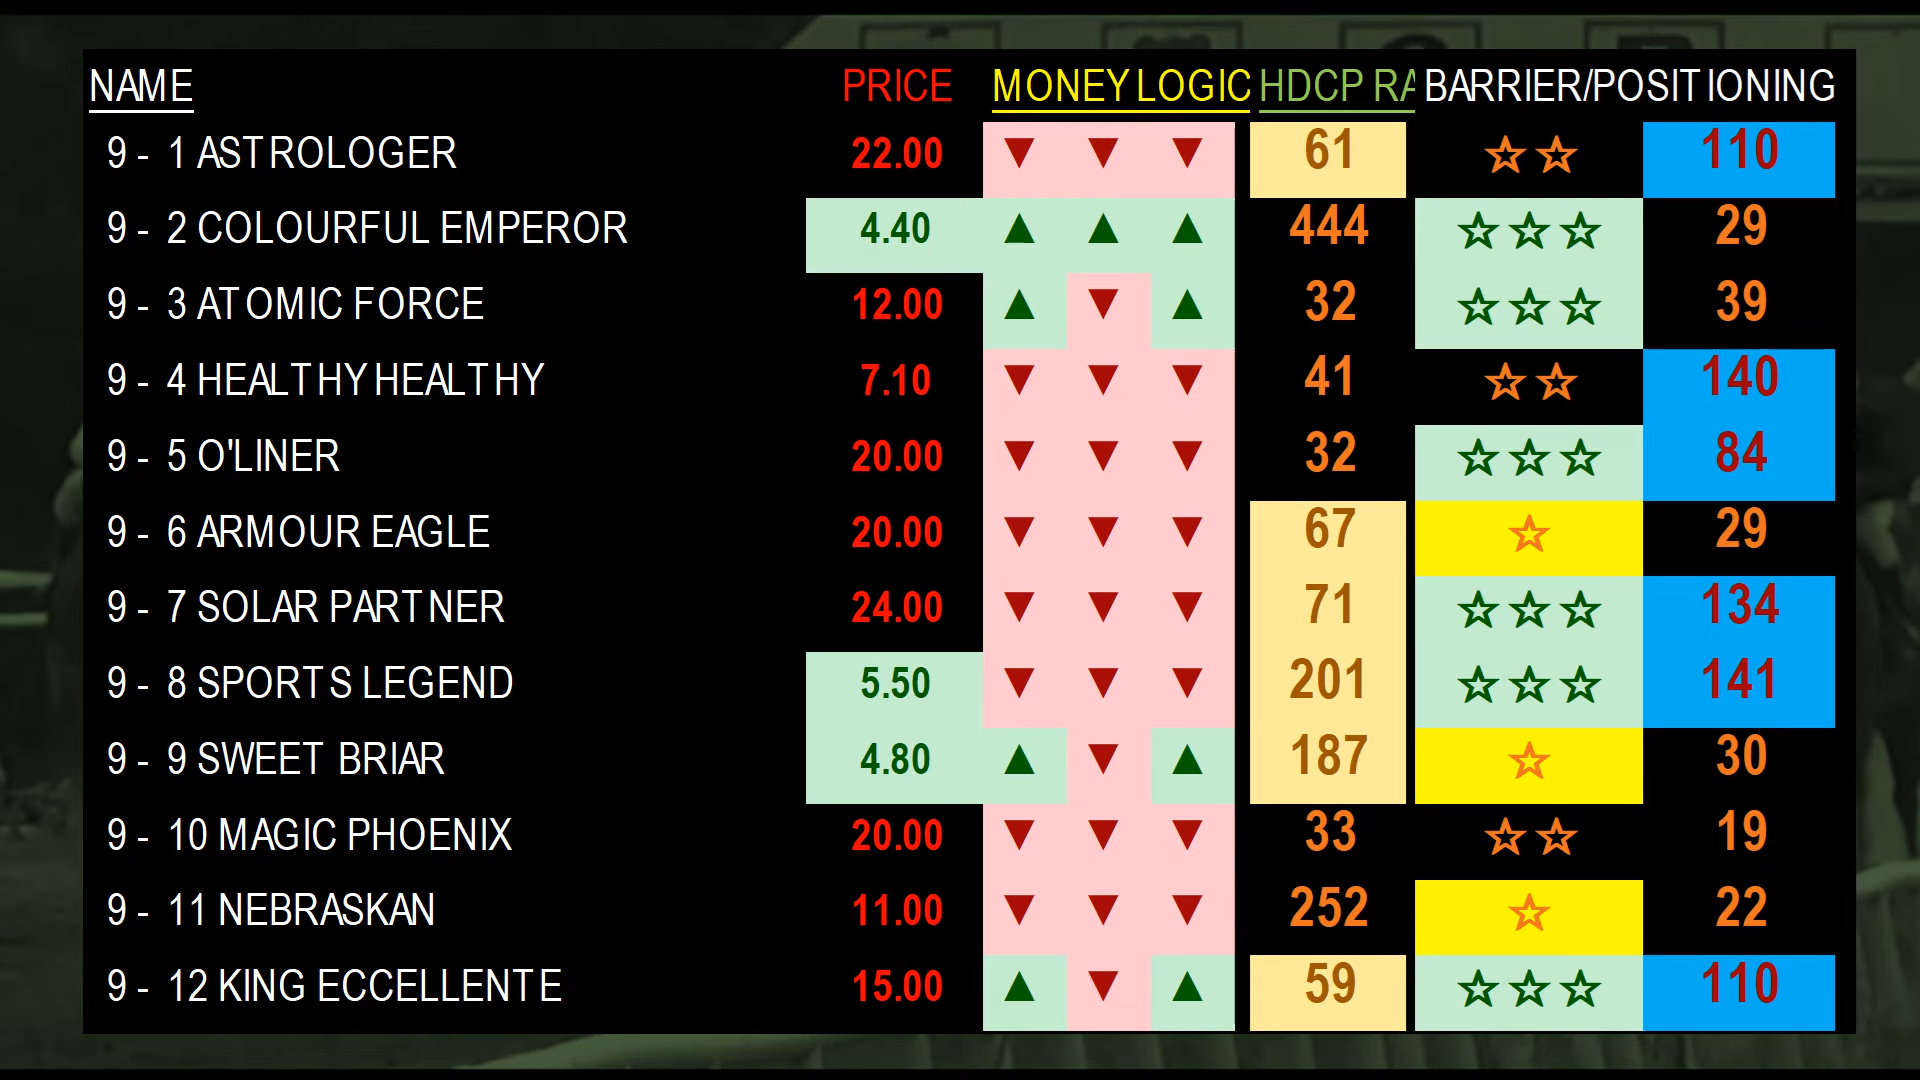 NAME PRICE MONEY LOGIC HDCP RA BARRIER/POSITIONING
9 - 1 ASTROLOGER 22.00 ▼ ▼ ▼ 61 ☆☆ 110
9 - 2 COLOURFUL EMPEROR 4.40 ▲ ▲ ▲ 444 ☆☆☆ 29
9 - 3 ATOMIC FORCE 12.00 ▲ ▼ ▲ 32 ☆☆☆ 39
9 - 4 HEALTHY HEALTHY 7.10 ▼ ▼ ▼ 41 ☆☆ 140
9 - 5 O'LINER 20.00 ▼ ▼ ▼ 32 ☆☆☆ 84
9 - 6 ARMOUR EAGLE 20.00 ▼ ▼ ▼ 67 ☆ 29
9 - 7 SOLAR PARTNER 24.00 ▼ ▼ ▼ 71 ☆☆☆ 134
9 - 8 SPORTS LEGEND 5.50 ▼ ▼ ▼ 201 ☆☆☆ 141
9 - 9 SWEET BRIAR 4.80 ▲ ▼ ▲ 187 ☆ 30
9 - 10 MAGIC PHOENIX 20.00 ▼ ▼ ▼ 33 ☆☆ 19
9 - 11 NEBRASKAN 11.00 ▼ ▼ ▼ 252 ☆ 22
9 - 12 KING ECCELLENTE 15.00 ▲ ▼ ▲ 59 ☆☆☆ 110